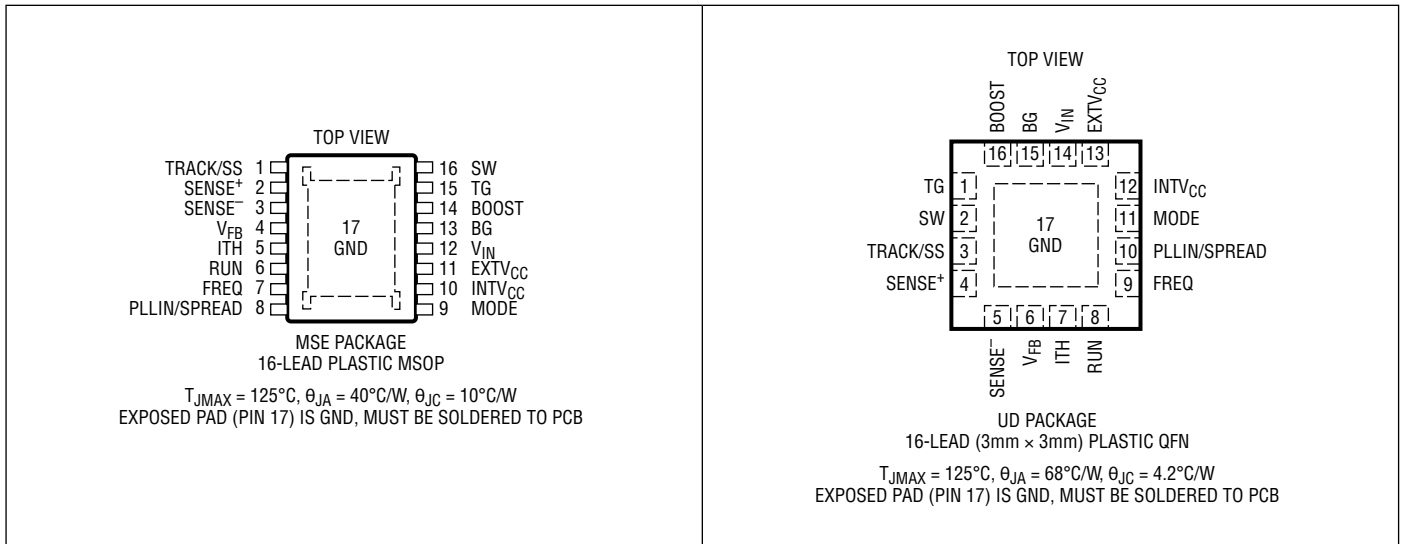 TOP VIEW
TRACK/SS 1
SENSE⁺ 2
SENSE⁻ 3
VFB 4
ITH 5
RUN 6
FREQ 7
PLLIN/SPREAD 8
17
GND
16 SW
15 TG
14 BOOST
13 BG
12 VIN
11 EXTVCC
10 INTVCC
9 MODE
MSE PACKAGE
16-LEAD PLASTIC MSOP
TJMAX = 125°C, θJA = 40°C/W, θJC = 10°C/W
EXPOSED PAD (PIN 17) IS GND, MUST BE SOLDERED TO PCB
TOP VIEW
BOOST
BG
VIN
EXTVCC
16 15 14 13
TG 1
SW 2
TRACK/SS 3
SENSE⁺ 4
17
GND
12 INTVCC
11 MODE
10 PLLIN/SPREAD
9 FREQ
5 6 7 8
SENSE⁻
VFB
ITH
RUN
UD PACKAGE
16-LEAD (3mm × 3mm) PLASTIC QFN
TJMAX = 125°C, θJA = 68°C/W, θJC = 4.2°C/W
EXPOSED PAD (PIN 17) IS GND, MUST BE SOLDERED TO PCB